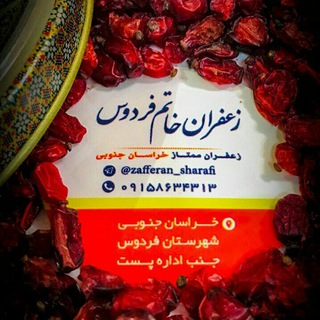 زعفران خاتم فردوس
زعفران ممتاز خراسان جنوبی
@zafferan_sharafi
۰۹۱۵۸۶۳۴۳۱۳
خراسان جنوبی
شهرستان فردوس
جنب اداره پست